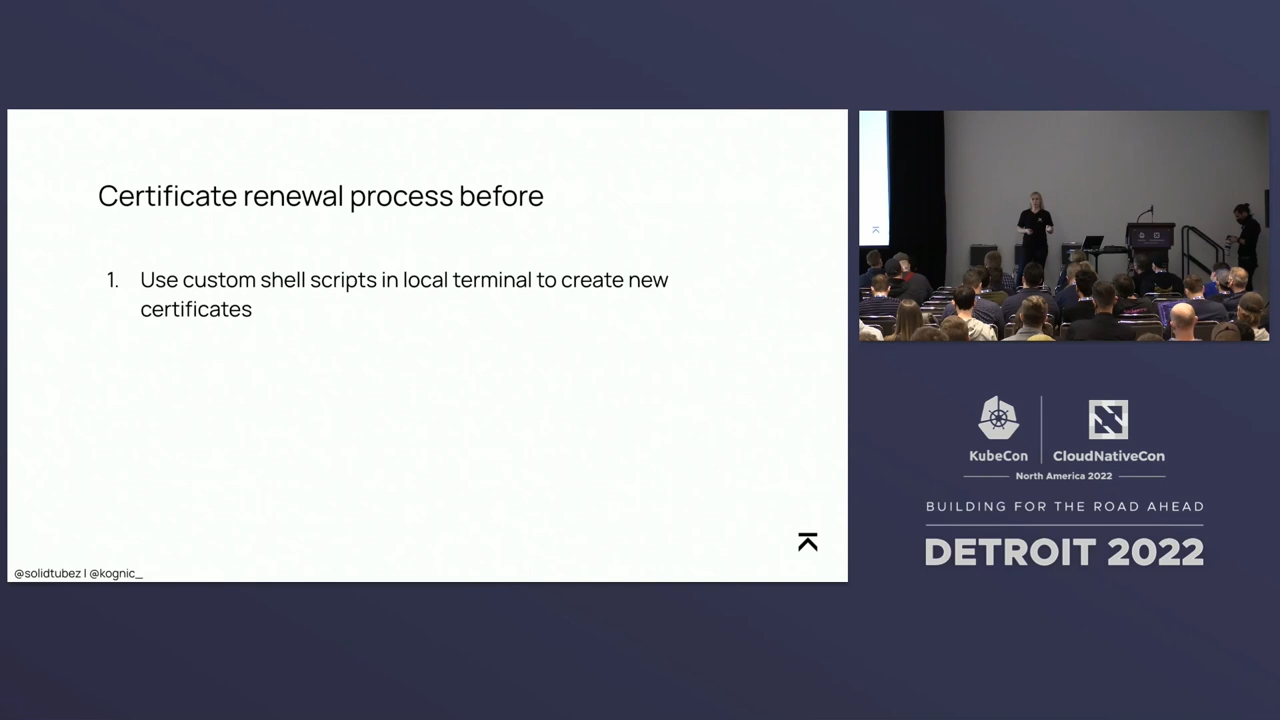 Certificate renewal process before
1. Use custom shell scripts in local terminal to create new
certificates
@solidtubez | @kognic_
KubeCon
CloudNativeCon
North America 2022
BUILDING FOR THE ROAD AHEAD
DETROIT 2022